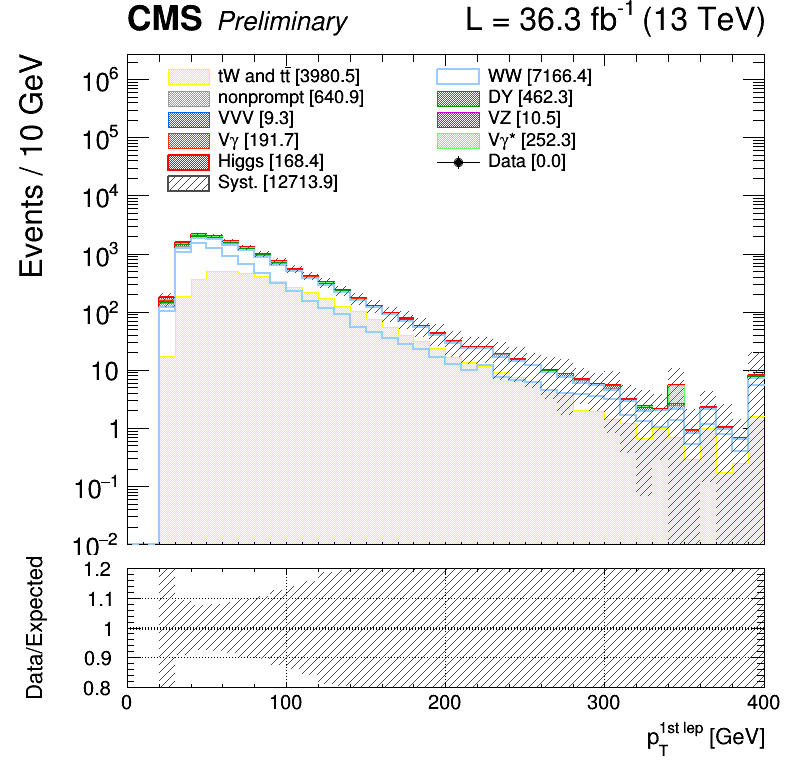 CMS Preliminary L = 36.3 fb⁻¹ (13 TeV)
Events / 10 GeV
10⁶
10⁵
10⁴
10³
10²
10
1
10⁻¹
10⁻²
tW and tt̄ [3980.5]
nonprompt [640.9]
VVV [9.3]
Vγ [191.7]
Higgs [168.4]
Syst. [12713.9]
WW [7166.4]
DY [462.3]
VZ [10.5]
Vγ* [252.3]
Data [0.0]
Data/Expected
1.2
1.1
1
0.9
0.8
0 100 200 300 400
p_T^{1st lep} [GeV]